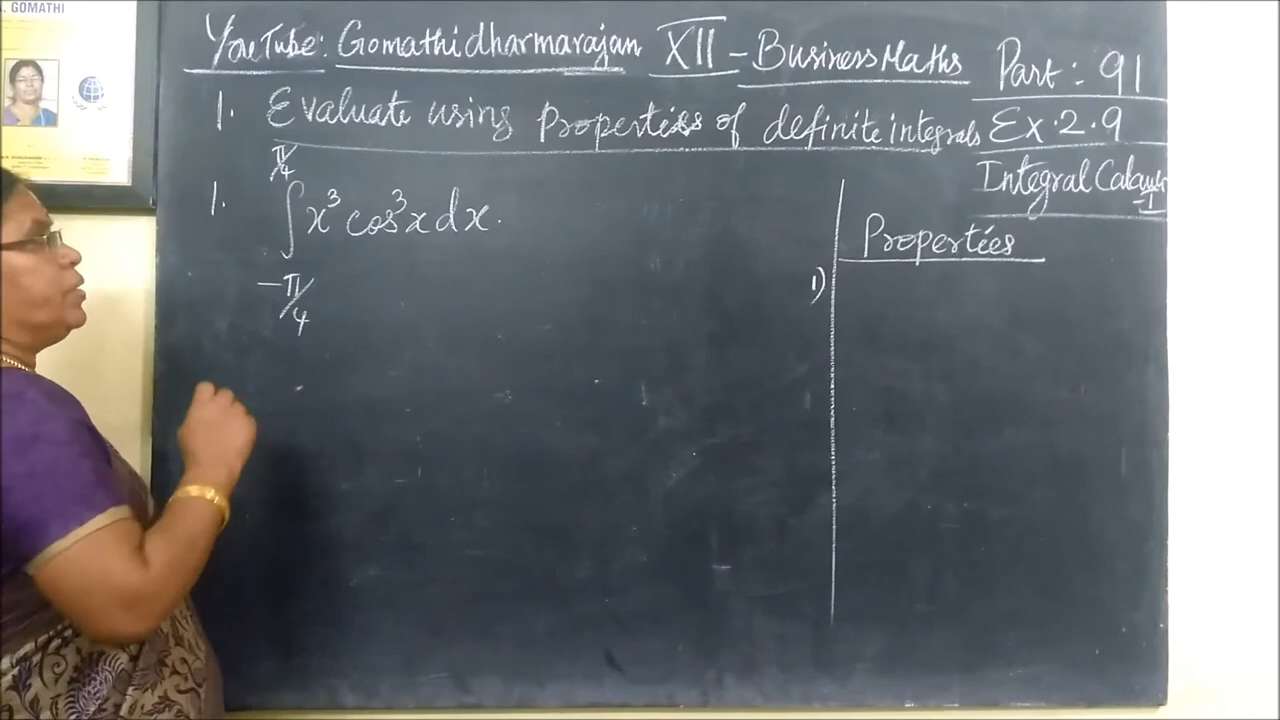 . GOMATHI
YouTube: Gomathidharmarajan XII - Business Maths Part: 91
1. Evaluate using Properties of definite integrals Ex. 2.9
Integral Calculus -I
1. ∫_{-π/4}^{π/4} x³ cos³x dx.
Properties
1)